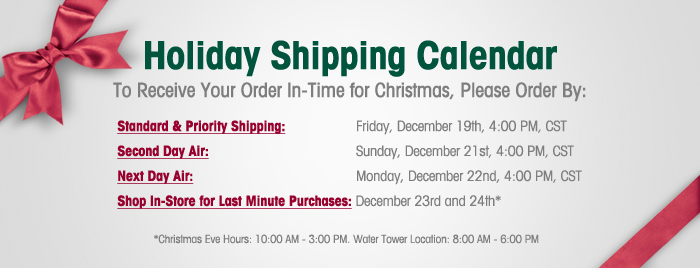 Holiday Shipping Calendar
To Receive Your Order In-Time for Christmas, Please Order By:
Standard & Priority Shipping: Friday, December 19th, 4:00 PM, CST
Second Day Air: Sunday, December 21st, 4:00 PM, CST
Next Day Air: Monday, December 22nd, 4:00 PM, CST
Shop In-Store for Last Minute Purchases: December 23rd and 24th*
*Christmas Eve Hours: 10:00 AM - 3:00 PM. Water Tower Location: 8:00 AM - 6:00 PM